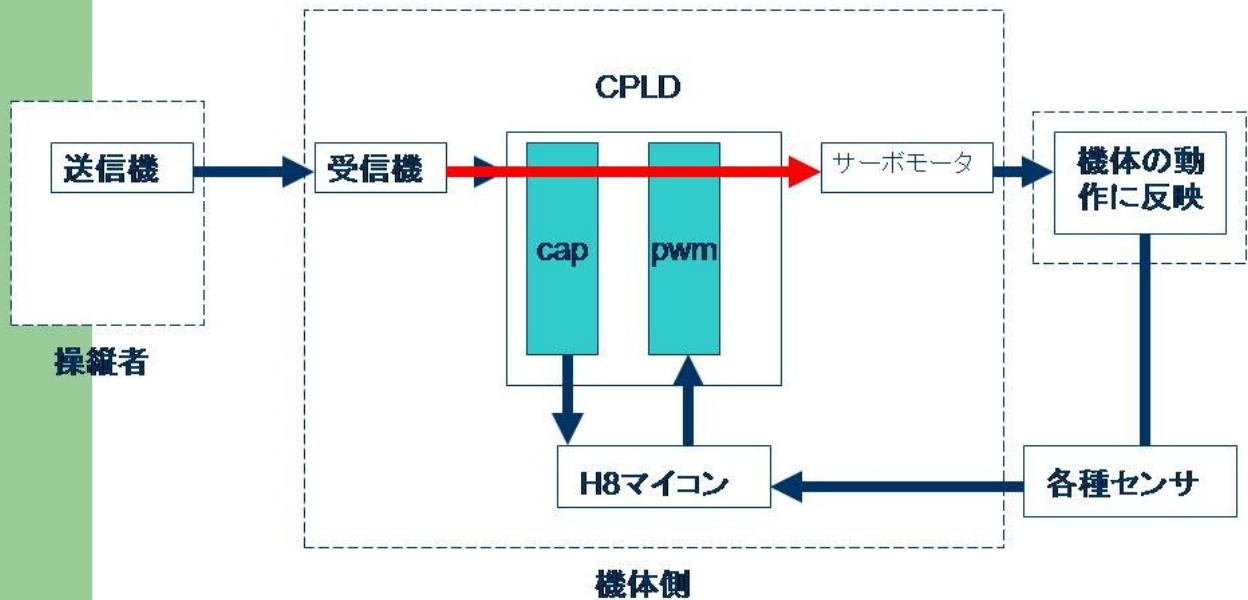 CPLD
送信機
受信機
サーボモータ
機体の動
作に反映
cap
pwm
操縦者
H8マイコン
各種センサ
機体側